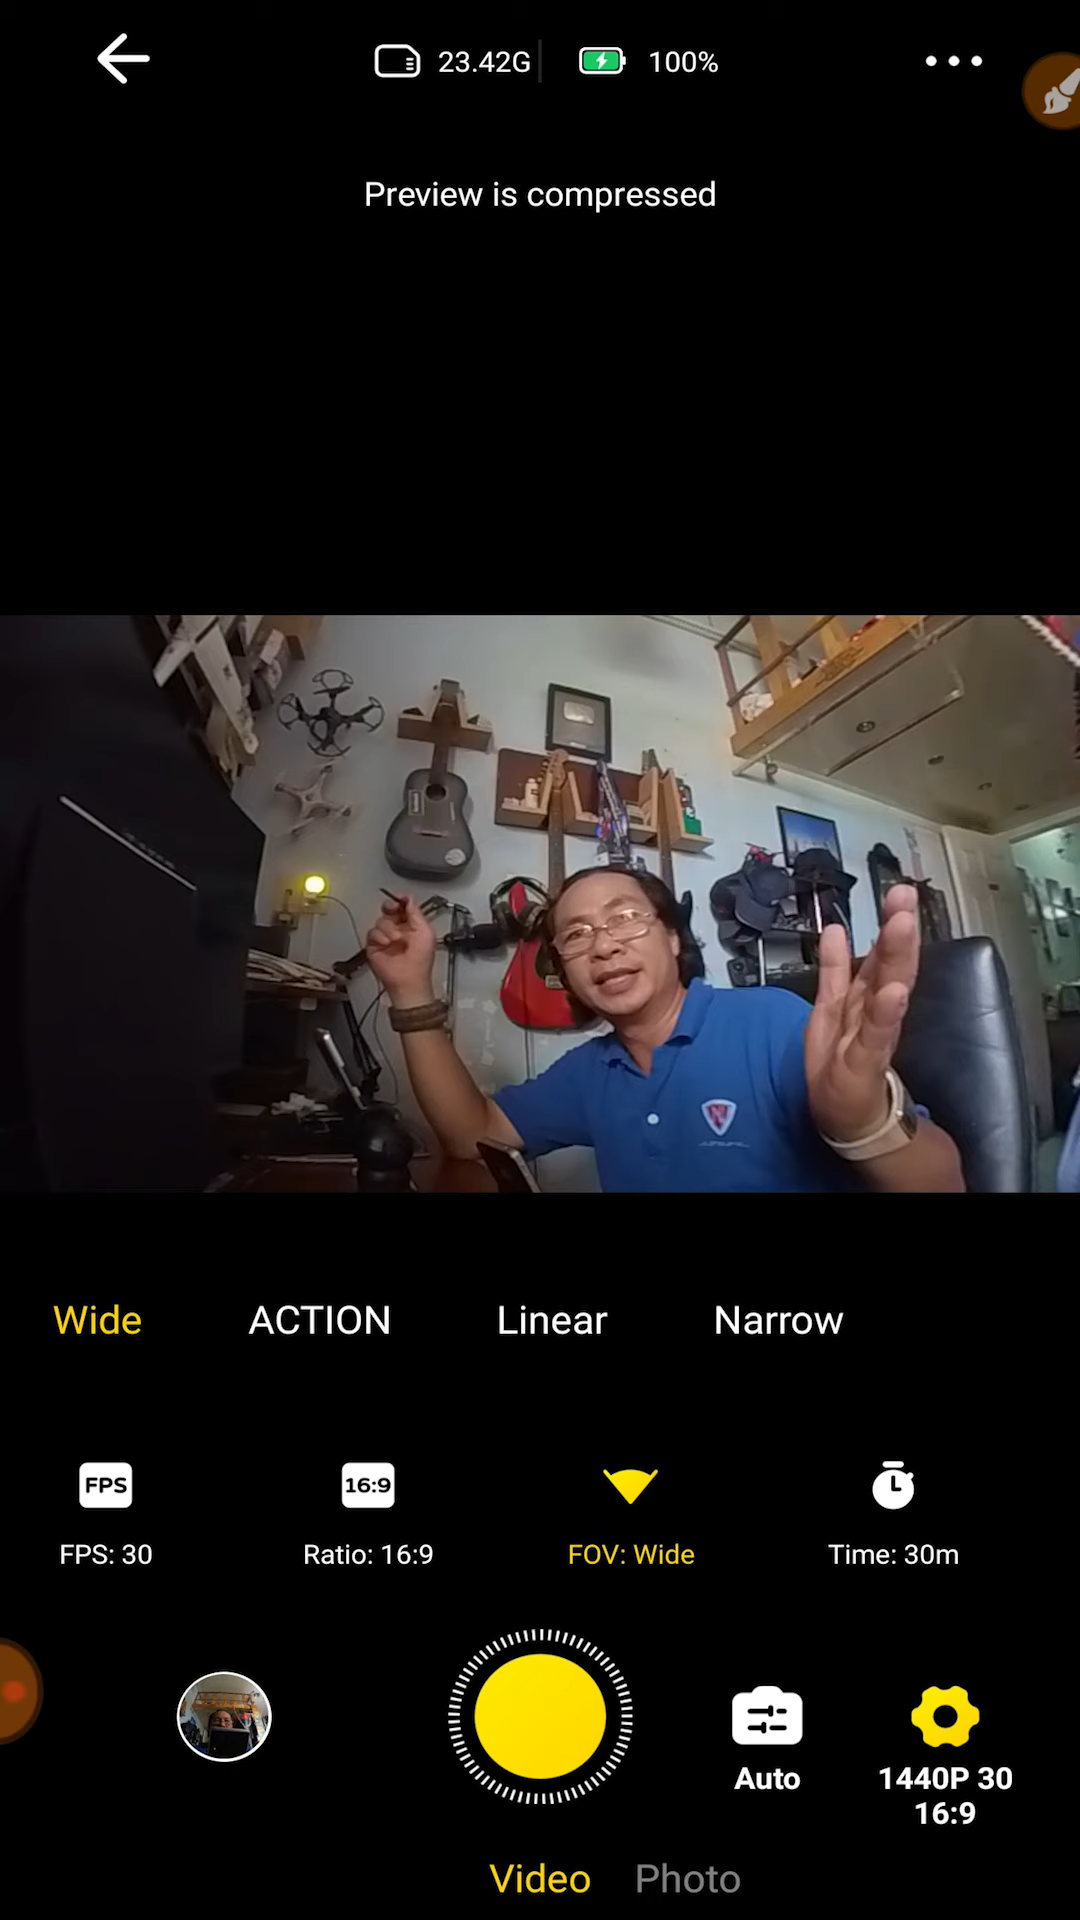 23.42G
100%
Preview is compressed
Wide ACTION Linear Narrow
FPS 16:9
FPS: 30 Ratio: 16:9 FOV: Wide Time: 30m
Auto
1440P 30
16:9
Video Photo